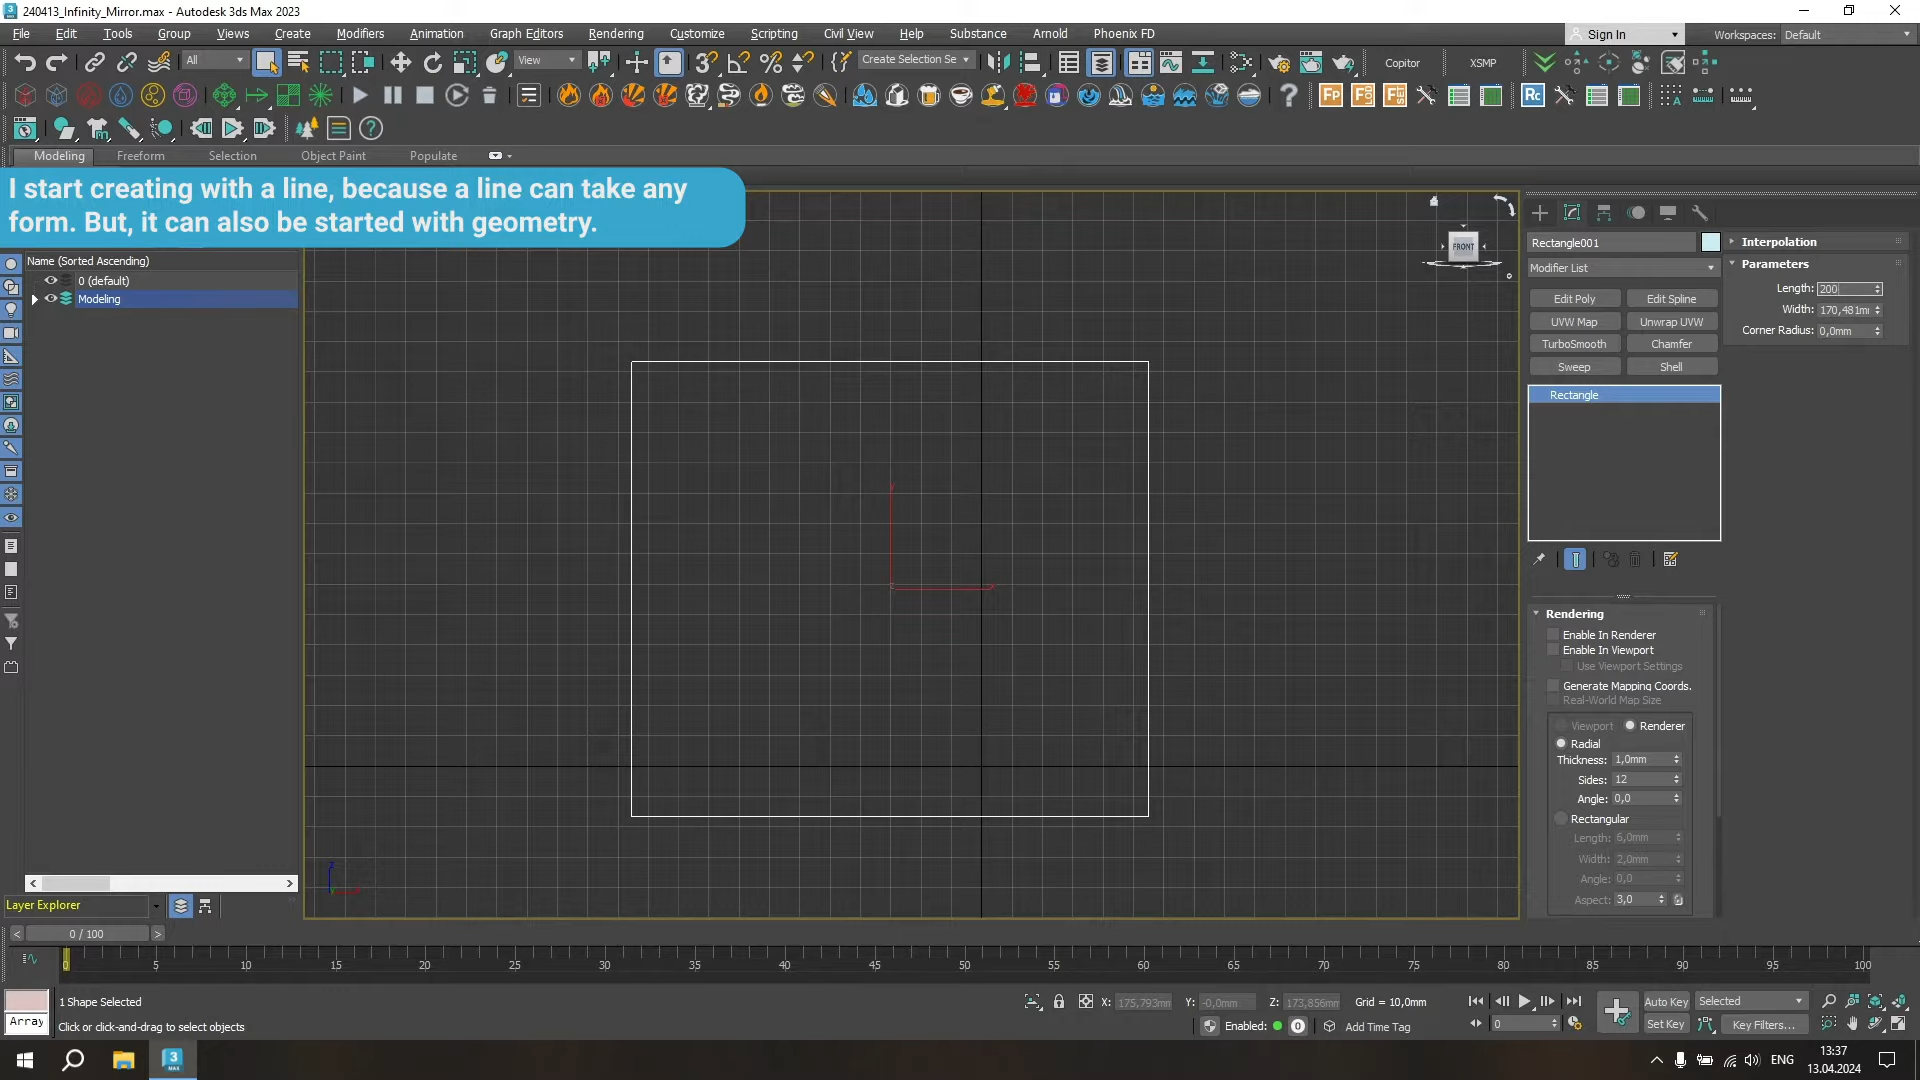 240413_Infinity_Mirror.max - Autodesk 3ds Max 2023
File Edit Tools Group Views Create Modifiers Animation Graph Editors Rendering Customize Scripting Civil View Help Substance Arnold Phoenix FD
Sign In
Workspaces: Default
All
View
Create Selection Se
Copitor
XSMP
Modeling Freeform Selection Object Paint Populate
I start creating with a line, because a line can take any
form. But, it can also be started with geometry.
Name (Sorted Ascending)
0 (default)
Modeling
FRONT
Rectangle001
Modifier List
Edit Poly Edit Spline
UVW Map Unwrap UVW
TurboSmooth Chamfer
Sweep Shell
Rectangle
Interpolation
Parameters
Length: 200
Width: 170,481m
Corner Radius: 0,0mm
Rendering
Enable In Renderer
Enable In Viewport
Use Viewport Settings
Generate Mapping Coords.
Real-World Map Size
Viewport Renderer
Radial
Thickness: 1,0mm
Sides: 12
Angle: 0,0
Rectangular
Length: 6,0mm
Width: 2,0mm
Angle: 0,0
Aspect: 3,0
Layer Explorer
0 / 100
0 5 10 15 20 25 30 35 40 45 50 55 60 65 70 75 80 85 90 95 100
1 Shape Selected
Array
Click or click-and-drag to select objects
X: 175,793mm Y: -0,0mm Z: 173,856mm Grid = 10,0mm
Enabled: 0 Add Time Tag
0
Auto Key Selected
Set Key Key Filters...
ENG
13:37
13.04.2024